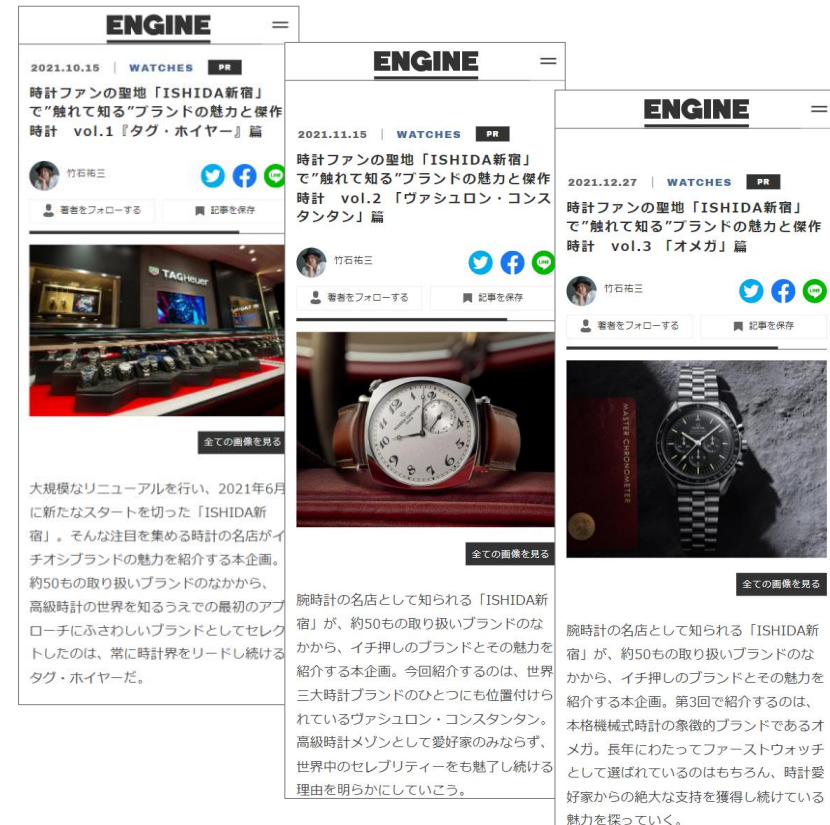 ENGINE
2021.10.15 | WATCHES PR
時計ファンの聖地「ISHIDA新宿」
で”触れて知る”ブランドの魅力と傑作
時計 vol.1『タグ・ホイヤー』篇
竹石祐三
LINE
著者をフォローする
記事を保存
TAGHeuer
全ての画像を見る
大規模なリニューアルを行い、2021年6月
に新たなスタートを切った「ISHIDA新
宿」。そんな注目を集める時計の名店がイ
チオシブランドの魅力を紹介する本企画。
約50もの取り扱いブランドのなかから、
高級時計の世界を知るうえでの最初のアプ
ローチにふさわしいブランドとしてセレク
トしたのは、常に時計界をリードし続ける
タグ・ホイヤーだ。
ENGINE
2021.11.15 | WATCHES PR
時計ファンの聖地「ISHIDA新宿」
で”触れて知る”ブランドの魅力と傑作
時計 vol.2 「ヴァシュロン・コンス
タンタン」篇
竹石祐三
LINE
著者をフォローする
記事を保存
全ての画像を見る
腕時計の名店として知られる「ISHIDA新
宿」が、約50もの取り扱いブランドのな
かから、イチ押しのブランドとその魅力を
紹介する本企画。今回紹介するのは、世界
三大時計ブランドのひとつにも位置付けら
れているヴァシュロン・コンスタンタン。
高級時計メゾンとして愛好家のみならず、
世界中のセレブリティーをも魅了し続ける
理由を明らかにしていこう。
ENGINE
2021.12.27 | WATCHES PR
時計ファンの聖地「ISHIDA新宿」
で”触れて知る”ブランドの魅力と傑作
時計 vol.3 「オメガ」篇
竹石祐三
LINE
著者をフォローする
記事を保存
MASTER CHRONOMETER
全ての画像を見る
腕時計の名店として知られる「ISHIDA新
宿」が、約50もの取り扱いブランドのな
かから、イチ押しのブランドとその魅力を
紹介する本企画。第3回で紹介するのは、
本格機械式時計の象徴的ブランドであるオ
メガ。長年にわたってファーストウォッチ
として選ばれているのはもちろん、時計愛
好家からの絶大な支持を獲得し続けている
魅力を探っていく。